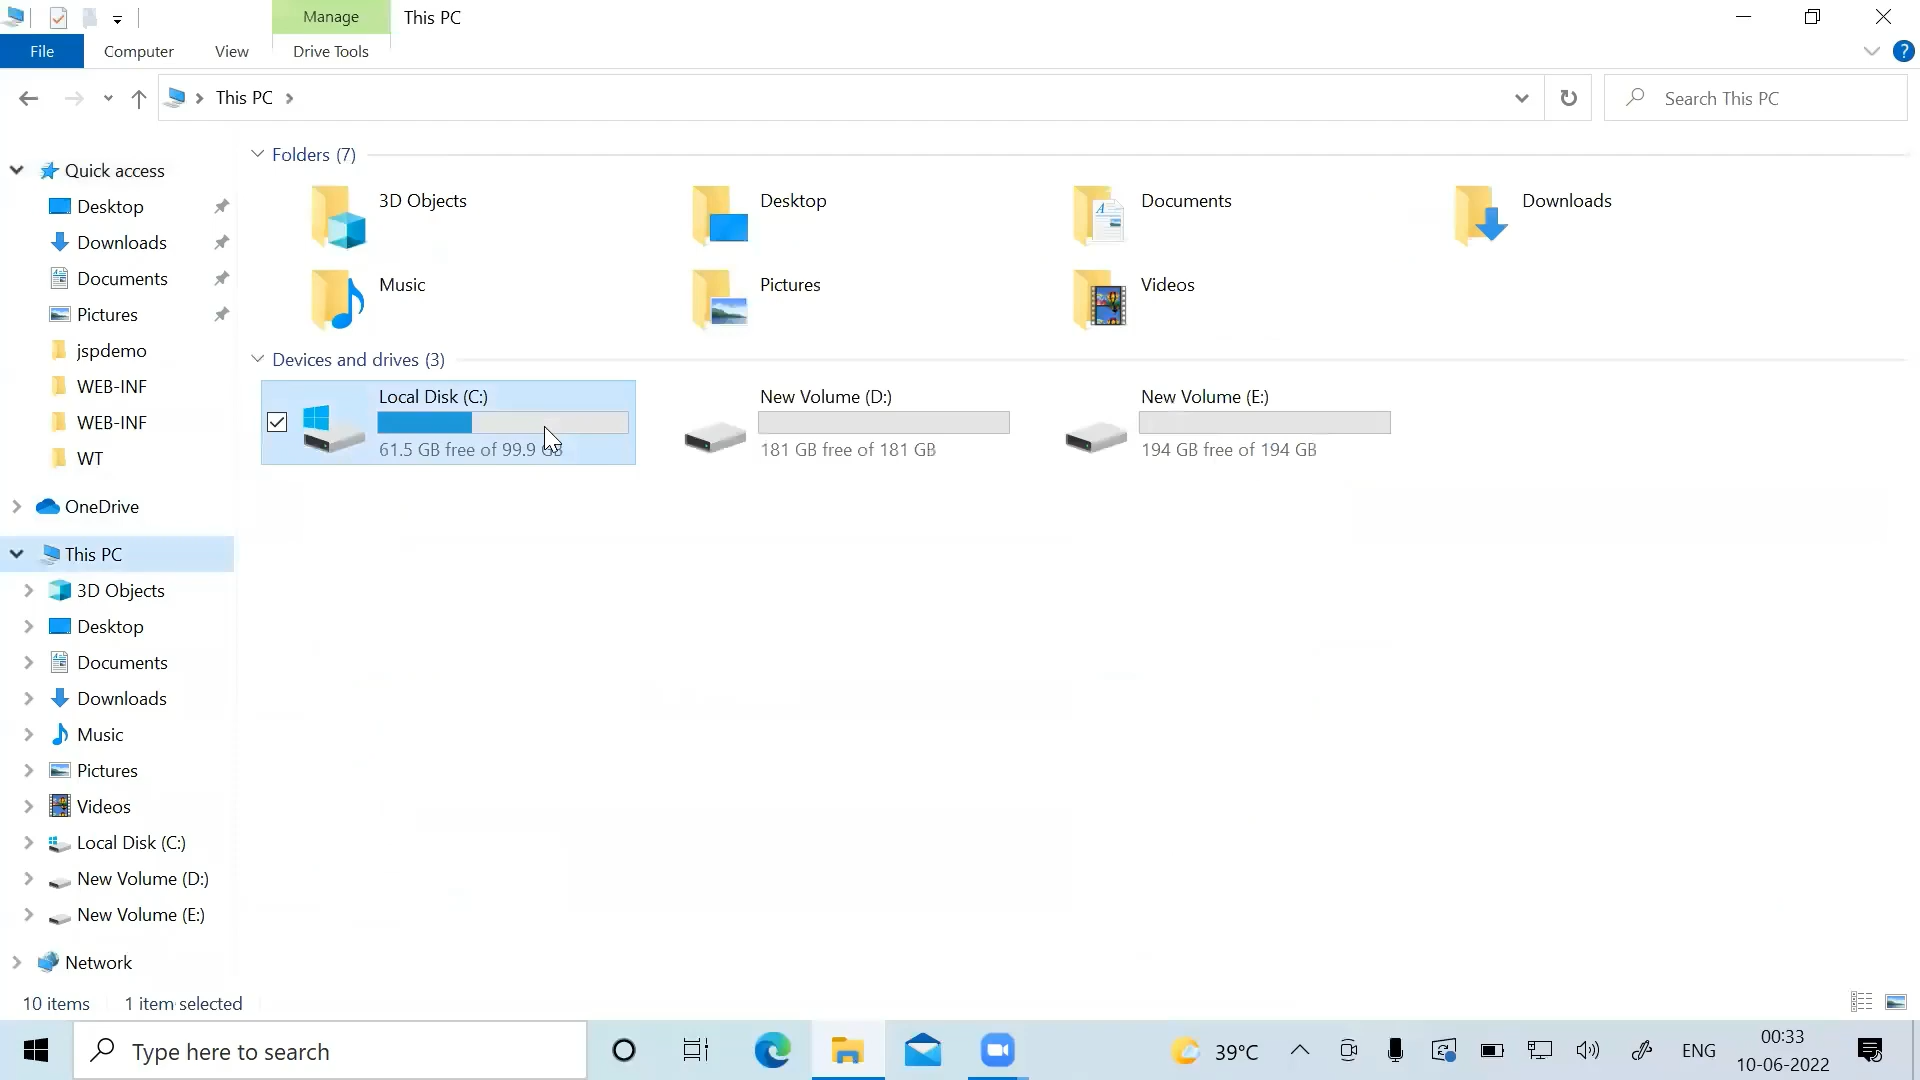 Manage
This PC
File
Computer
View
Drive Tools
This PC
Search This PC
Quick access
Desktop
Downloads
Documents
Pictures
jspdemo
WEB-INF
WEB-INF
WT
OneDrive
This PC
3D Objects
Desktop
Documents
Downloads
Music
Pictures
Videos
Local Disk (C:)
New Volume (D:)
New Volume (E:)
Network
Folders (7)
3D Objects
Desktop
Documents
Downloads
Music
Pictures
Videos
Devices and drives (3)
Local Disk (C:)
61.5 GB free of 99.9 GB
New Volume (D:)
181 GB free of 181 GB
New Volume (E:)
194 GB free of 194 GB
10 items
1 item selected
Type here to search
39°C
ENG
00:33
10-06-2022